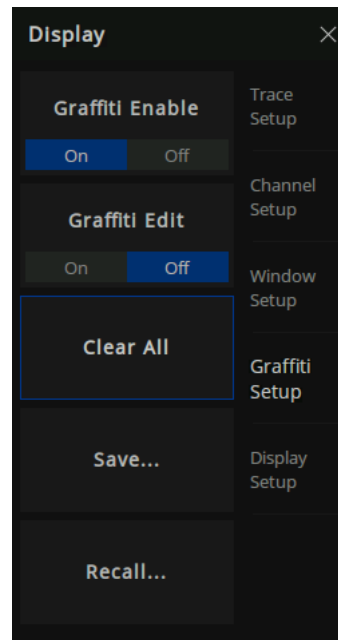 Display
Graffiti Enable
On Off
Graffiti Edit
On Off
Clear All
Save...
Recall...
Trace
Setup
Channel
Setup
Window
Setup
Graffiti
Setup
Display
Setup